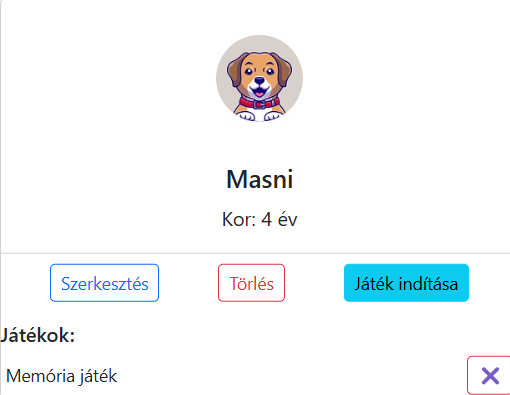 Masni
Kor: 4 év
Szerkesztés Törlés Játék indítása
Játékok:
Memória játék